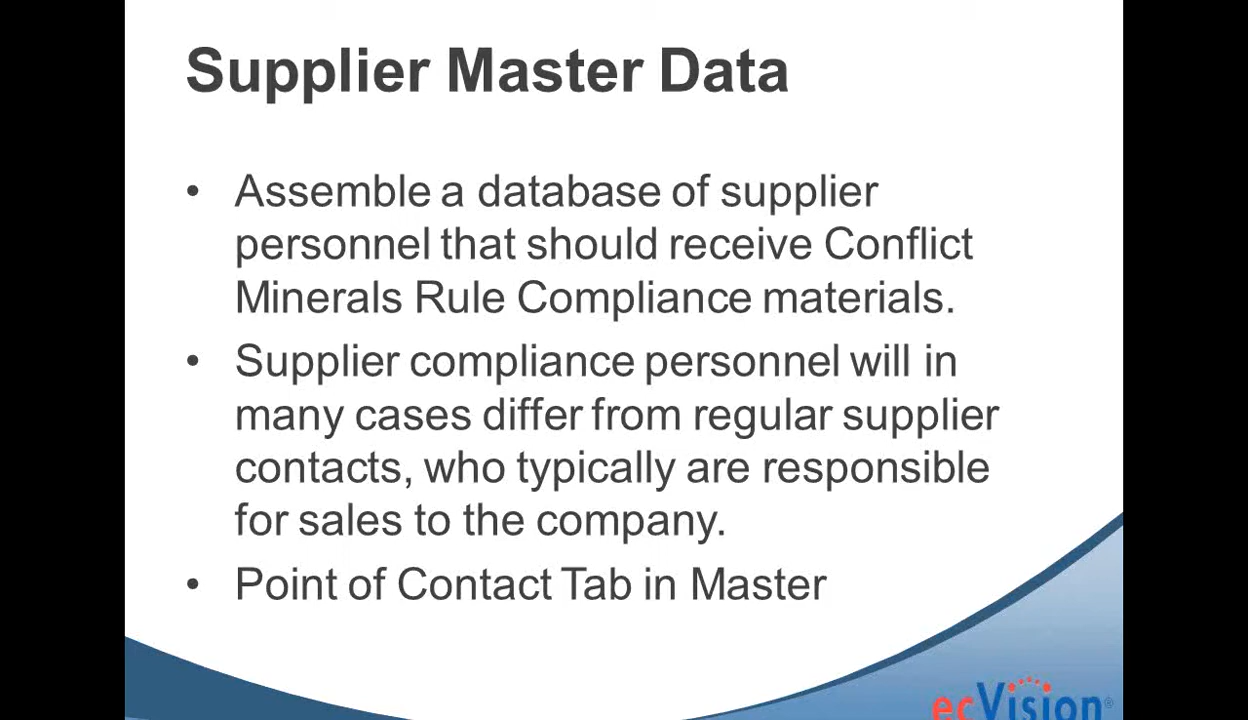 Supplier Master Data
• Assemble a database of supplier
personnel that should receive Conflict
Minerals Rule Compliance materials.
• Supplier compliance personnel will in
many cases differ from regular supplier
contacts, who typically are responsible
for sales to the company.
• Point of Contact Tab in Master
ecVision®